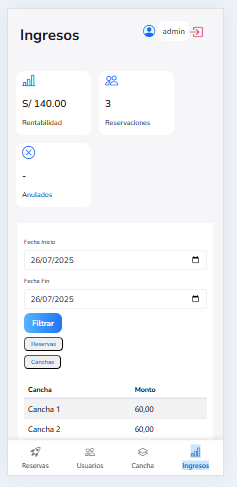 Ingresos
admin
S/ 140.00
Rentabilidad
3
Reservaciones
-
Anulados
Fecha Inicio
26/07/2025
Fecha Fin
26/07/2025
Filtrar
Reservas
Canchas
Cancha Monto
Cancha 1 60,00
Cancha 2 60,00
Reservas Usuarios Cancha Ingresos